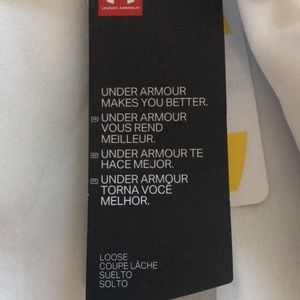 UNDER ARMOUR
UNDER ARMOUR
MAKES YOU BETTER.
FR UNDER ARMOUR
VOUS REND
MEILLEUR.
UNDER ARMOUR TE
HACE MEJOR.
UNDER ARMOUR
TORNA VOCÊ
MELHOR.
LOOSE
COUPE LÂCHE
SUELTO
SOLTO